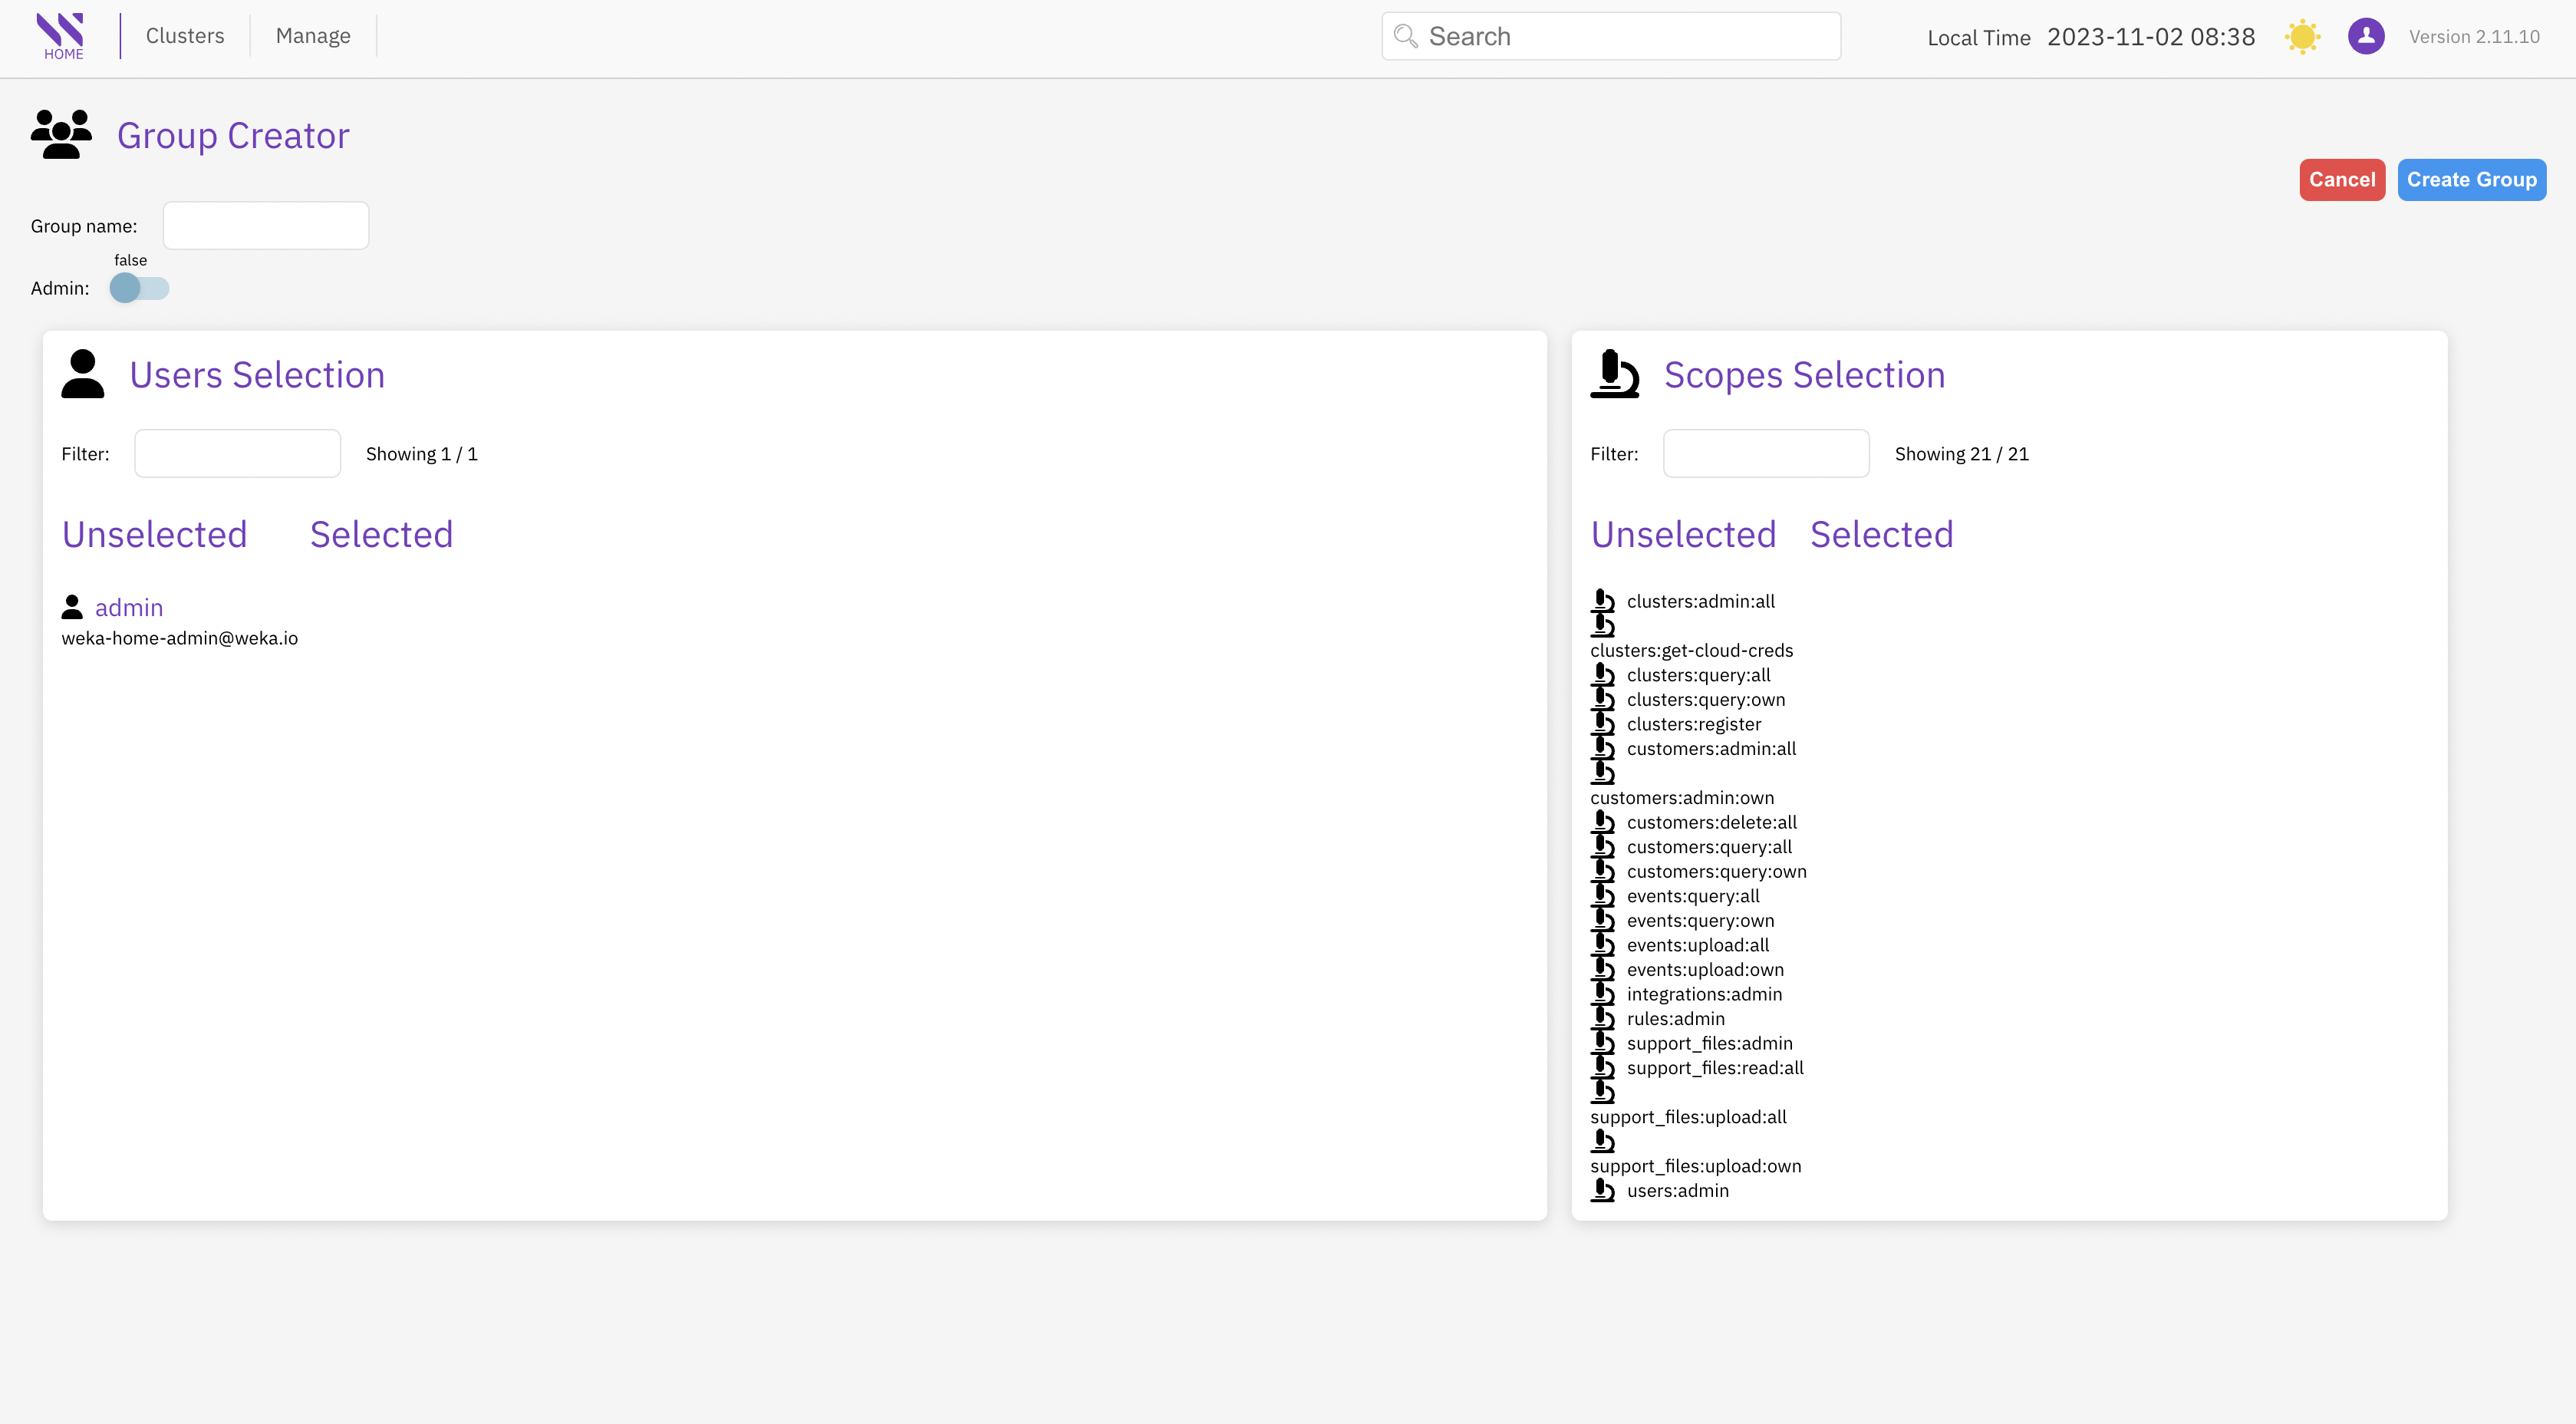 HOME
Clusters
Manage
Search
Local Time 2023-11-02 08:38
Version 2.11.10
Group Creator
Cancel
Create Group
Group name:
false
Admin:
Users Selection
Filter:
Showing 1 / 1
Unselected
Selected
admin
weka-home-admin@weka.io
Scopes Selection
Filter:
Showing 21 / 21
Unselected
Selected
clusters:admin:all
clusters:get-cloud-creds
clusters:query:all
clusters:query:own
clusters:register
customers:admin:all
customers:admin:own
customers:delete:all
customers:query:all
customers:query:own
events:query:all
events:query:own
events:upload:all
events:upload:own
integrations:admin
rules:admin
support_files:admin
support_files:read:all
support_files:upload:all
support_files:upload:own
users:admin